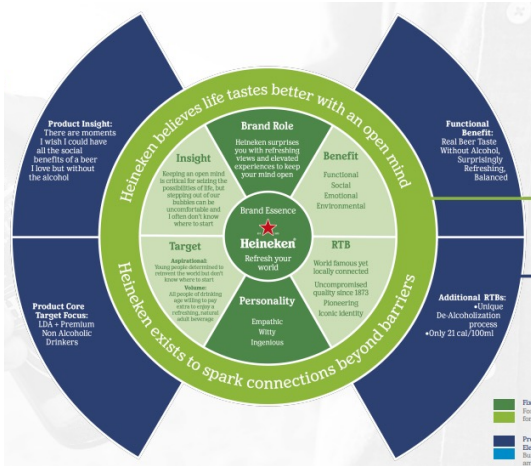 Heineken believes life tastes better with an open mind
Product Insight:
There are moments
I wish I could have
all the social
benefits of a beer
I love but without
the alcohol
Functional
Benefit:
Real Beer Taste
Without Alcohol,
Surprisingly
Refreshing,
Balanced
Brand Role
Heineken surprises
you with refreshing
views and elevated
experiences to keep
your mind open
Insight
Keeping an open mind
is critical for seizing the
possibilities of life, but
stepping out of our
bubbles can be
uncomfortable and
I often don't know
where to start
Benefit
Functional
Social
Emotional
Environmental
Brand Essence
Heineken®
Refresh your
world
Target
Aspirational:
Young people determined to
reinvent the world but don't
know where to start
Volume:
All people of drinking
age willing to pay
extra to enjoy a
refreshing, natural
adult beverage
RTB
World famous yet
locally connected
Uncompromised
quality since 1873
Pioneering
Iconic Identity
Personality
Empathic
Witty
Ingenious
Product Core
Target Focus:
LDA + Premium
Non Alcoholic
Drinkers
Additional RTBs:
•Unique
De-Alcoholization
process
•Only 21 cal/100ml
Heineken exists to spark connections beyond barriers
for
Ele